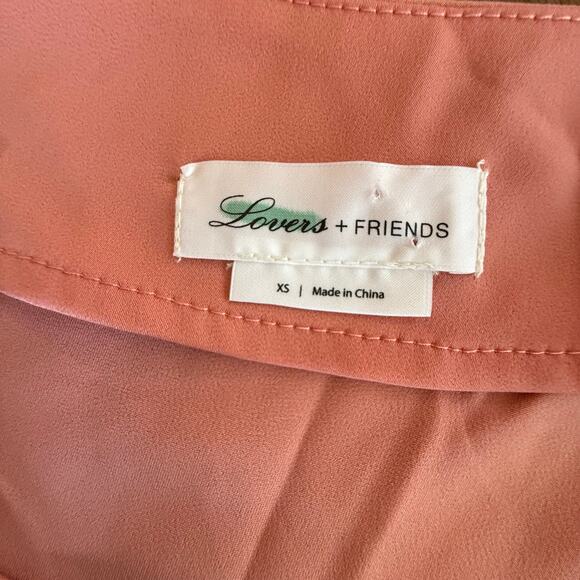 Lovers + FRIENDS
XS | Made in China